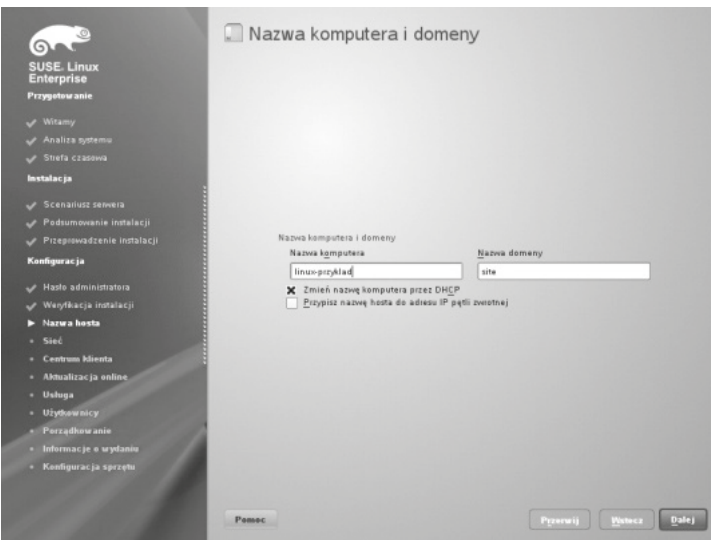 SUSE. Linux
Enterprise
Przygotowanie
Witamy
Analiza systemu
Strefa czasowa
Instalacja
Scenariusz serwera
Podsumowanie instalacji
Przeprowadzenie instalacji
Konfiguracja
Hasło administratora
Weryfikacja instalacji
Nazwa hosta
Sieć
Centrum klienta
Aktualizacja online
Usługa
Użytkownicy
Porządkowanie
Informacje o wydaniu
Konfiguracja sprzętu
Nazwa komputera i domeny
Nazwa komputera i domeny
Nazwa komputera Nazwa domeny
linux-przyklad site
Zmień nazwę komputera przez DHCP
Przypisz nazwę hosta do adresu IP pętli zwrotnej
Pomoc Przerwij Wstecz Dalej